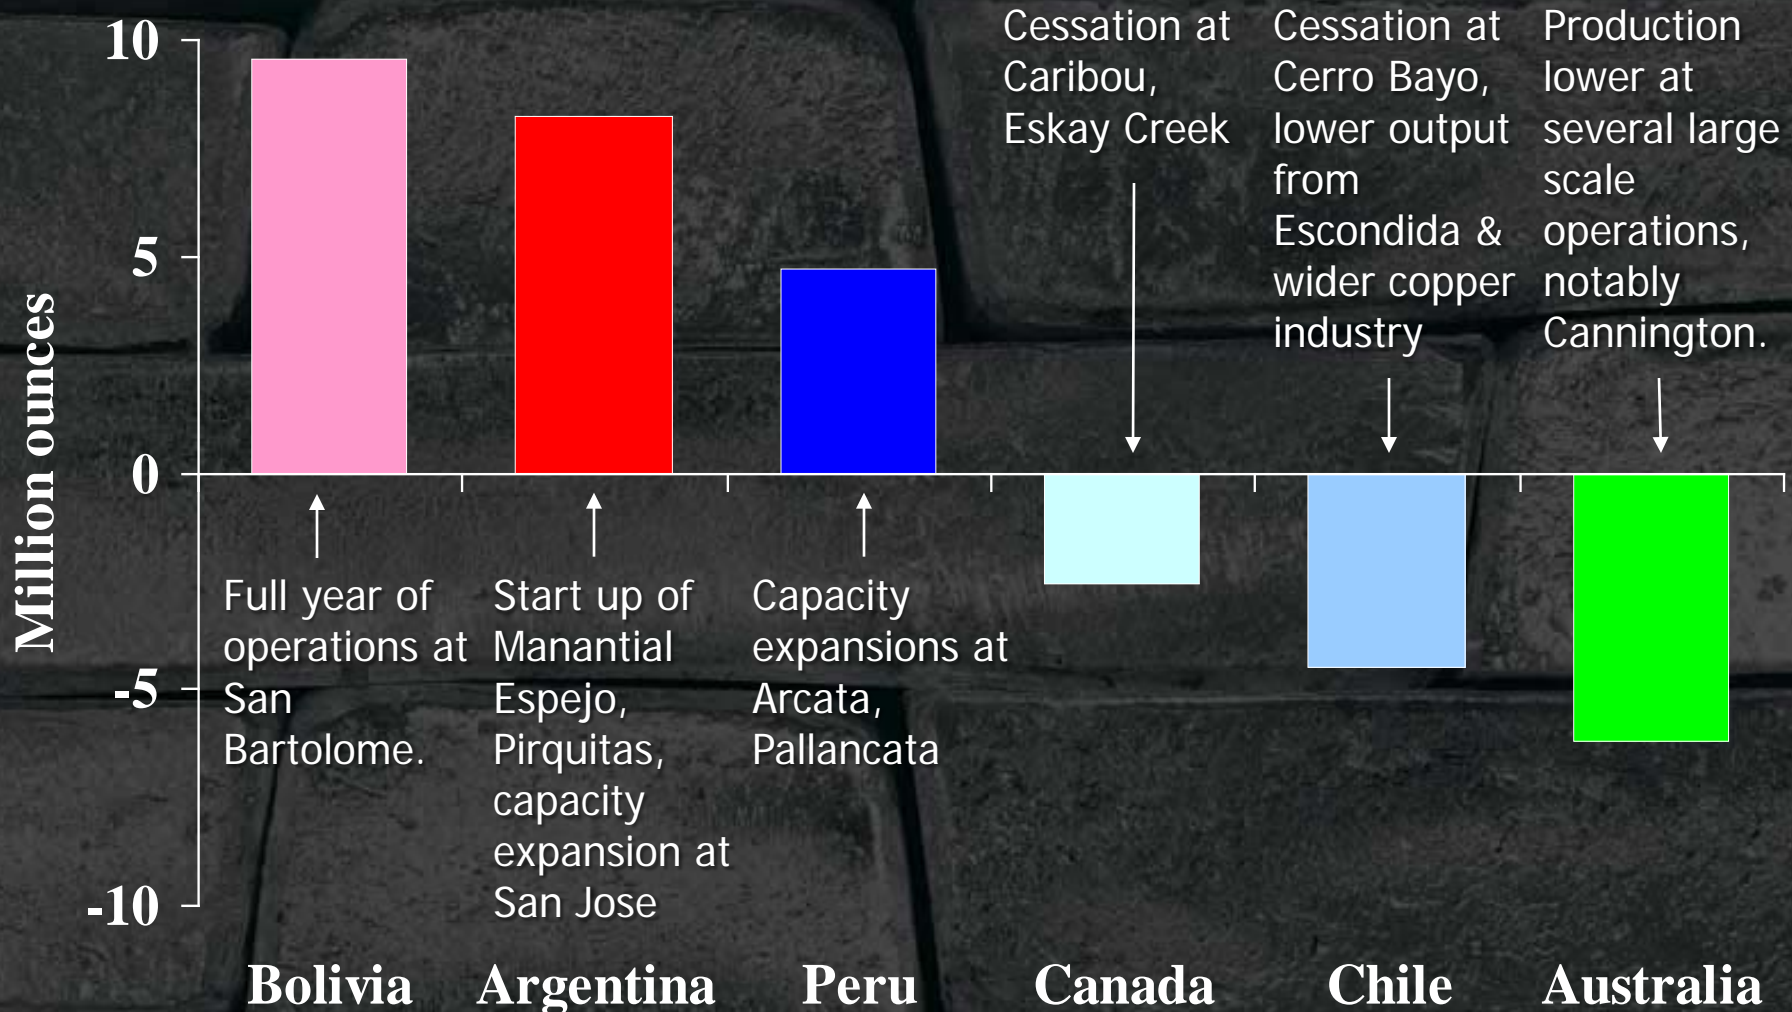 Cessation at
Caribou,
Eskay Creek
Cessation at
Cerro Bayo,
lower output
from
Escondida &
wider copper
industry
Production
lower at
several large
scale
operations,
notably
Cannington.
10
5
0
-5
-10
Million ounces
Full year of
operations at
San
Bartolome.
Start up of
Manantial
Espejo,
Pirquitas,
capacity
expansion at
San Jose
Capacity
expansions at
Arcata,
Pallancata
Bolivia
Argentina
Peru
Canada
Chile
Australia